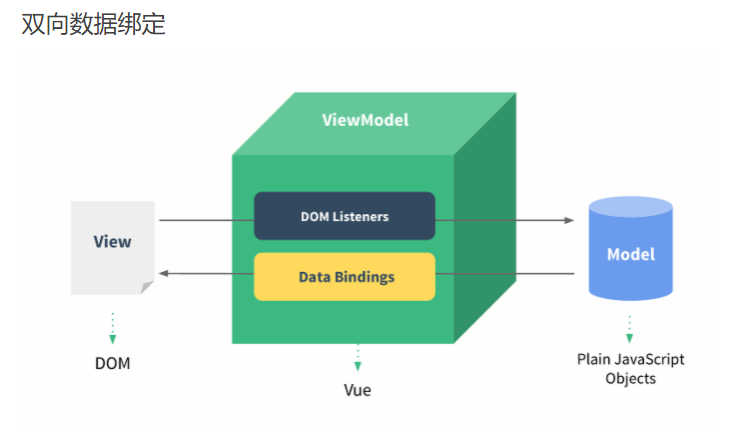 双向数据绑定
ViewModel
DOM Listeners
View
Data Bindings
Model
DOM
Vue
Plain JavaScript
Objects